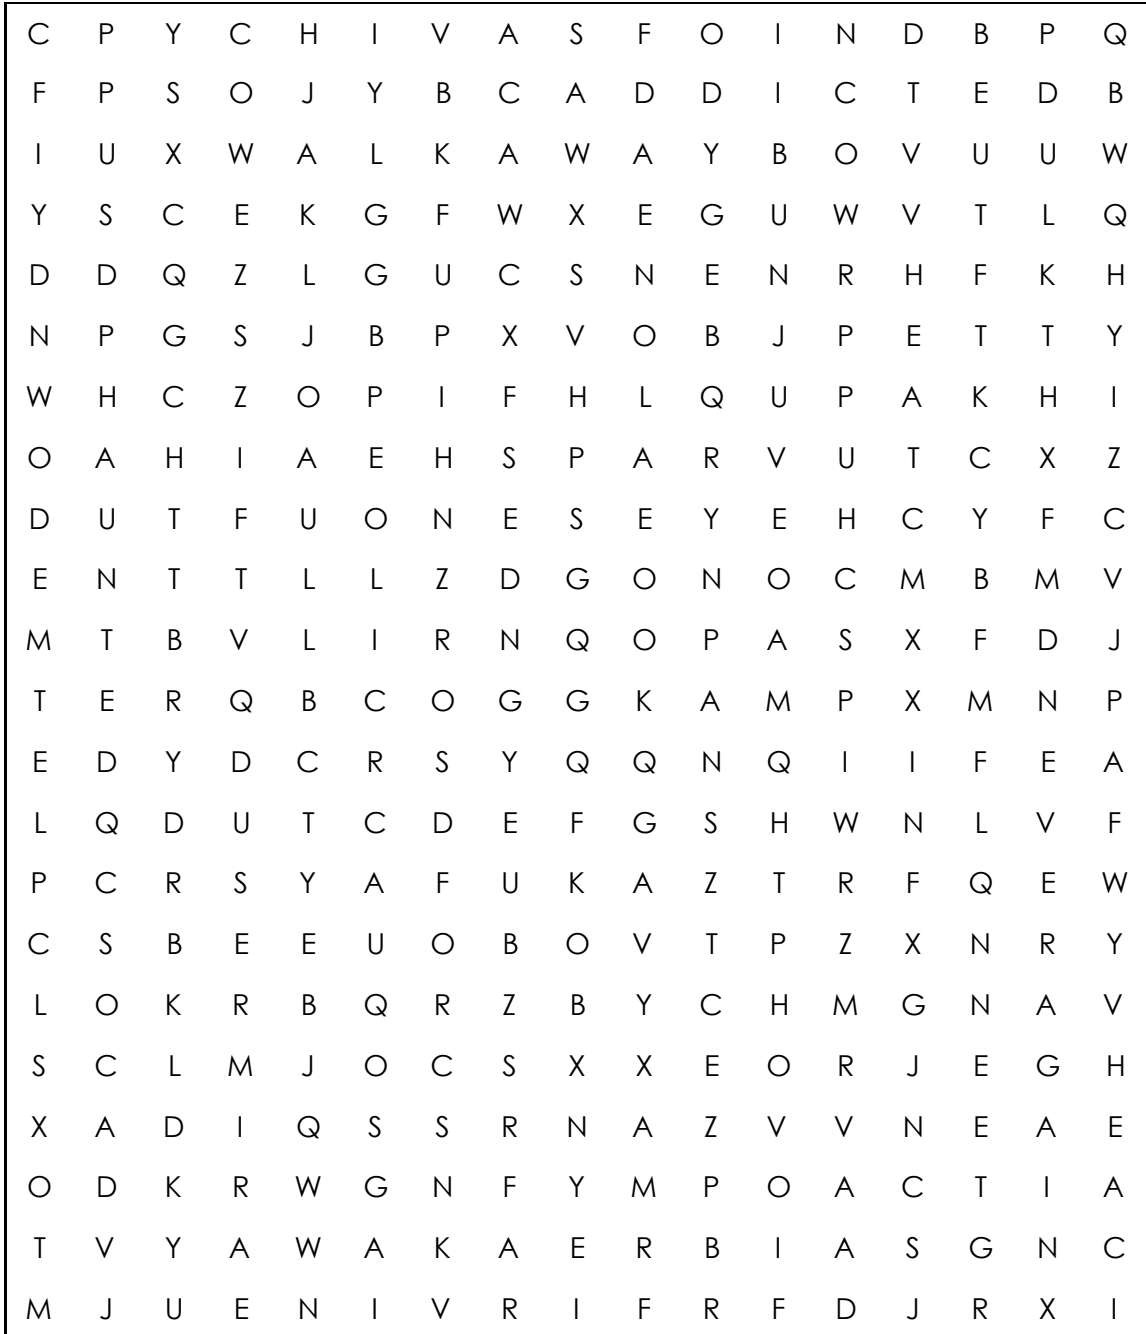 C P Y C H I V A S F O I N D B P Q
F P S O J Y B C A D D I C T E D B
I U X W A L K A W A Y B O V U U W
Y S C E K G F W X E G U W V T L Q
D D Q Z L G U C S N E N R H F K H
N P G S J B P X V O B J P E T T Y
W H C Z O P I F H L Q U P A K H I
O A H I A E H S P A R V U T C X Z
D U T F U O N E S E Y E H C Y F C
E N T T L L Z D G O N O C M B M V
M T B V L I R N Q O P A S X F D J
T E R Q B C O G G K A M P X M N P
E D Y D C R S Y Q Q N Q I I F E A
L Q D U T C D E F G S H W N L V F
P C R S Y A F U K A Z T R F Q E W
C S B E E U O B O V T P Z X N R Y
L O K R B Q R Z B Y C H M G N A V
S C L M J O C S X X E O R J E G H
X A D I Q S S R N A Z V V N E A E
O D K R W G N F Y M P O A C T I A
T V Y A W A K A E R B I A S G N C
M J U E N I V R I F R F D J R X I